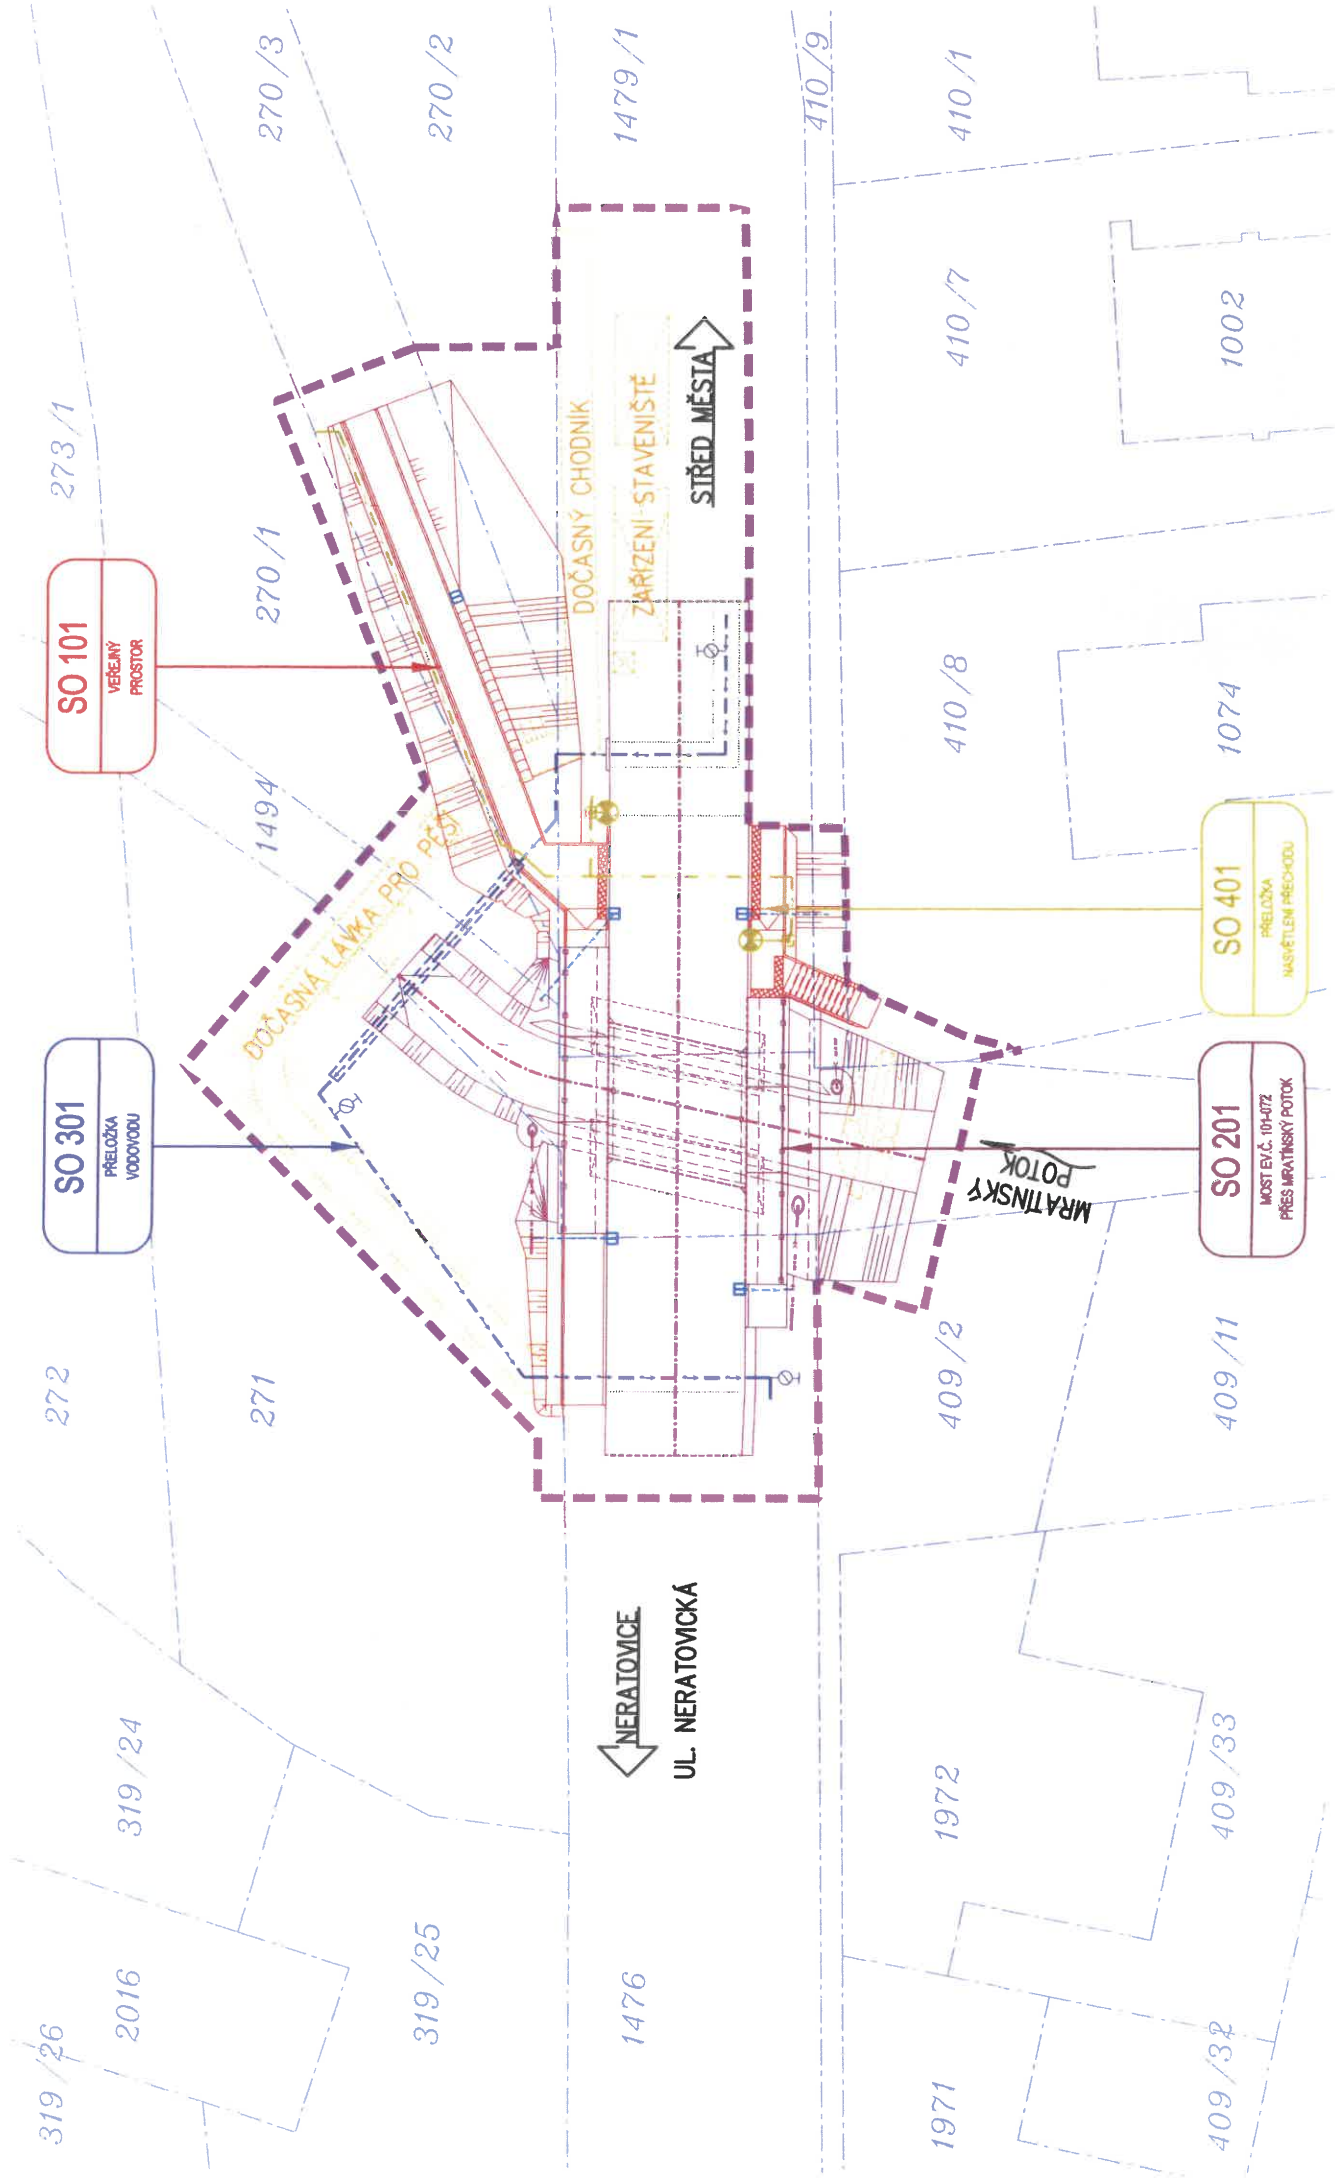 319/26
2016
319/24
272
SO 301
PŘELOŽKA
VODOVODU
SO 101
VEŘEJNÝ
PROSTOR
273/1
270/3
271
319/25
1494
270/1
270/2
DOČASNÁ LÁVKA PRO PĚŠÍ
DOČASNÝ CHODNÍK
ZAŘÍZENÍ STAVENIŠTĚ
1476
NERATOVICE
UL. NERATOVICKÁ
STŘED MĚSTA
1479/1
410/9
1971
1972
409/2
MRATÍNSKÝ
POTOK
410/8
410/7
410/1
409/32
409/33
409/11
SO 201
MOST EV.Č. 101-072
PŘES MRATÍNSKÝ POTOK
SO 401
PŘELOŽKA
NASVĚTLENÍ PŘECHODU
1074
1002